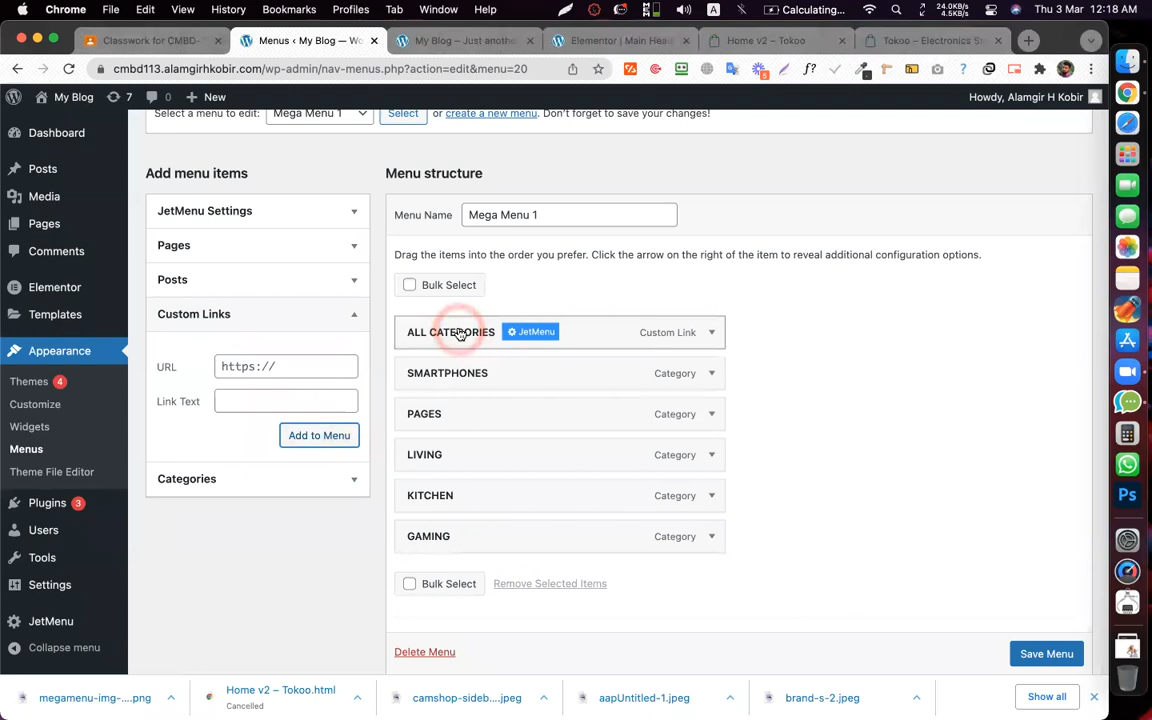 Chrome File Edit View History Bookmarks Profiles Tab Window Help
A Calculating... 24.0KB/s 4.5KB/s Thu 3 Mar 12:18 AM
Classwork for CMBD- Menus ‹ My Blog — Wo My Blog – Just anothe Elementor | Main Hea Home v2 – Tokoo Tokoo – Electronics S
cmbd113.alamgirhkobir.com/wp-admin/nav-menus.php?action=edit&menu=20
My Blog 7 New Howdy, Alamgir H Kobir
Select a menu to edit: Mega Menu 1 Select or create a new menu. Don't forget to save your changes!
Dashboard
Posts
Media
Pages
Comments
Elementor
Templates
Appearance
Themes 4
Customize
Widgets
Menus
Theme File Editor
Plugins 3
Users
Tools
Settings
JetMenu
Collapse menu
Add menu items
JetMenu Settings
Pages
Posts
Custom Links
URL https://
Link Text
Add to Menu
Categories
Menu structure
Menu Name Mega Menu 1
Drag the items into the order you prefer. Click the arrow on the right of the item to reveal additional configuration options.
Bulk Select
ALL CATEGORIES JetMenu Custom Link
SMARTPHONES Category
PAGES Category
LIVING Category
KITCHEN Category
GAMING Category
Bulk Select Remove Selected Items
Delete Menu Save Menu
megamenu-img-....png Home v2 – Tokoo.html camshop-sideb....jpeg aapUntitled-1.jpeg brand-s-2.jpeg Show all
Cancelled
Ps